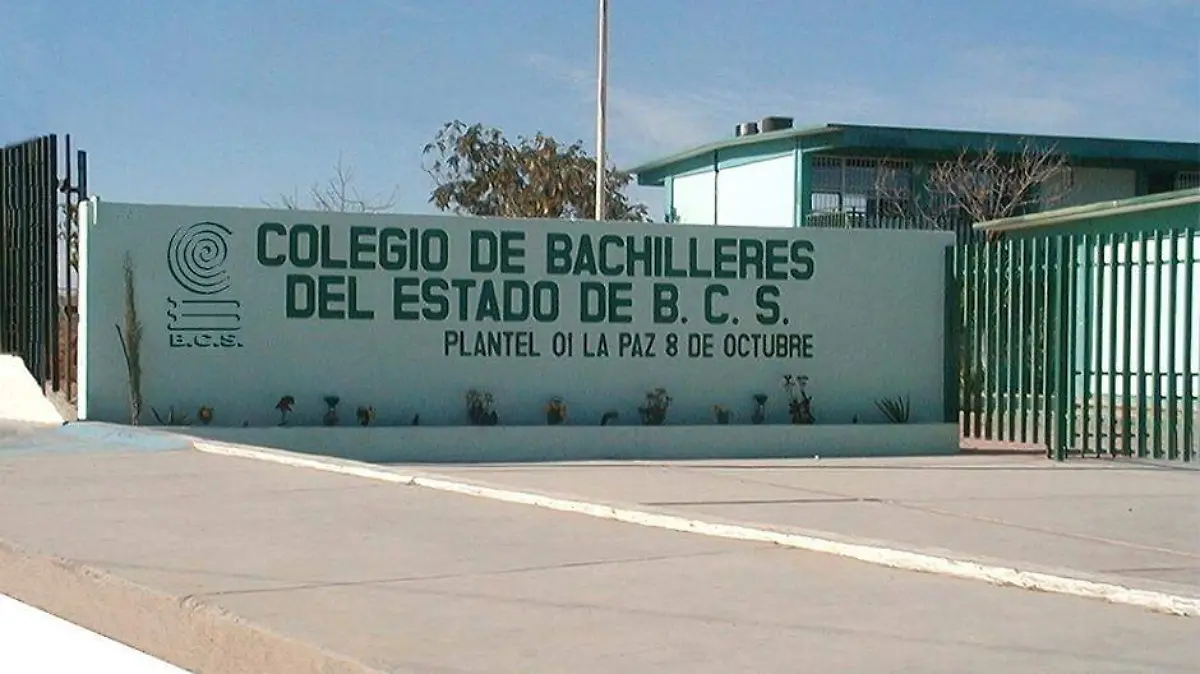 COLEGIO DE BACHILLERES
DEL ESTADO DE B. C. S.
PLANTEL 01 LA PAZ 8 DE OCTUBRE
B.C.S.